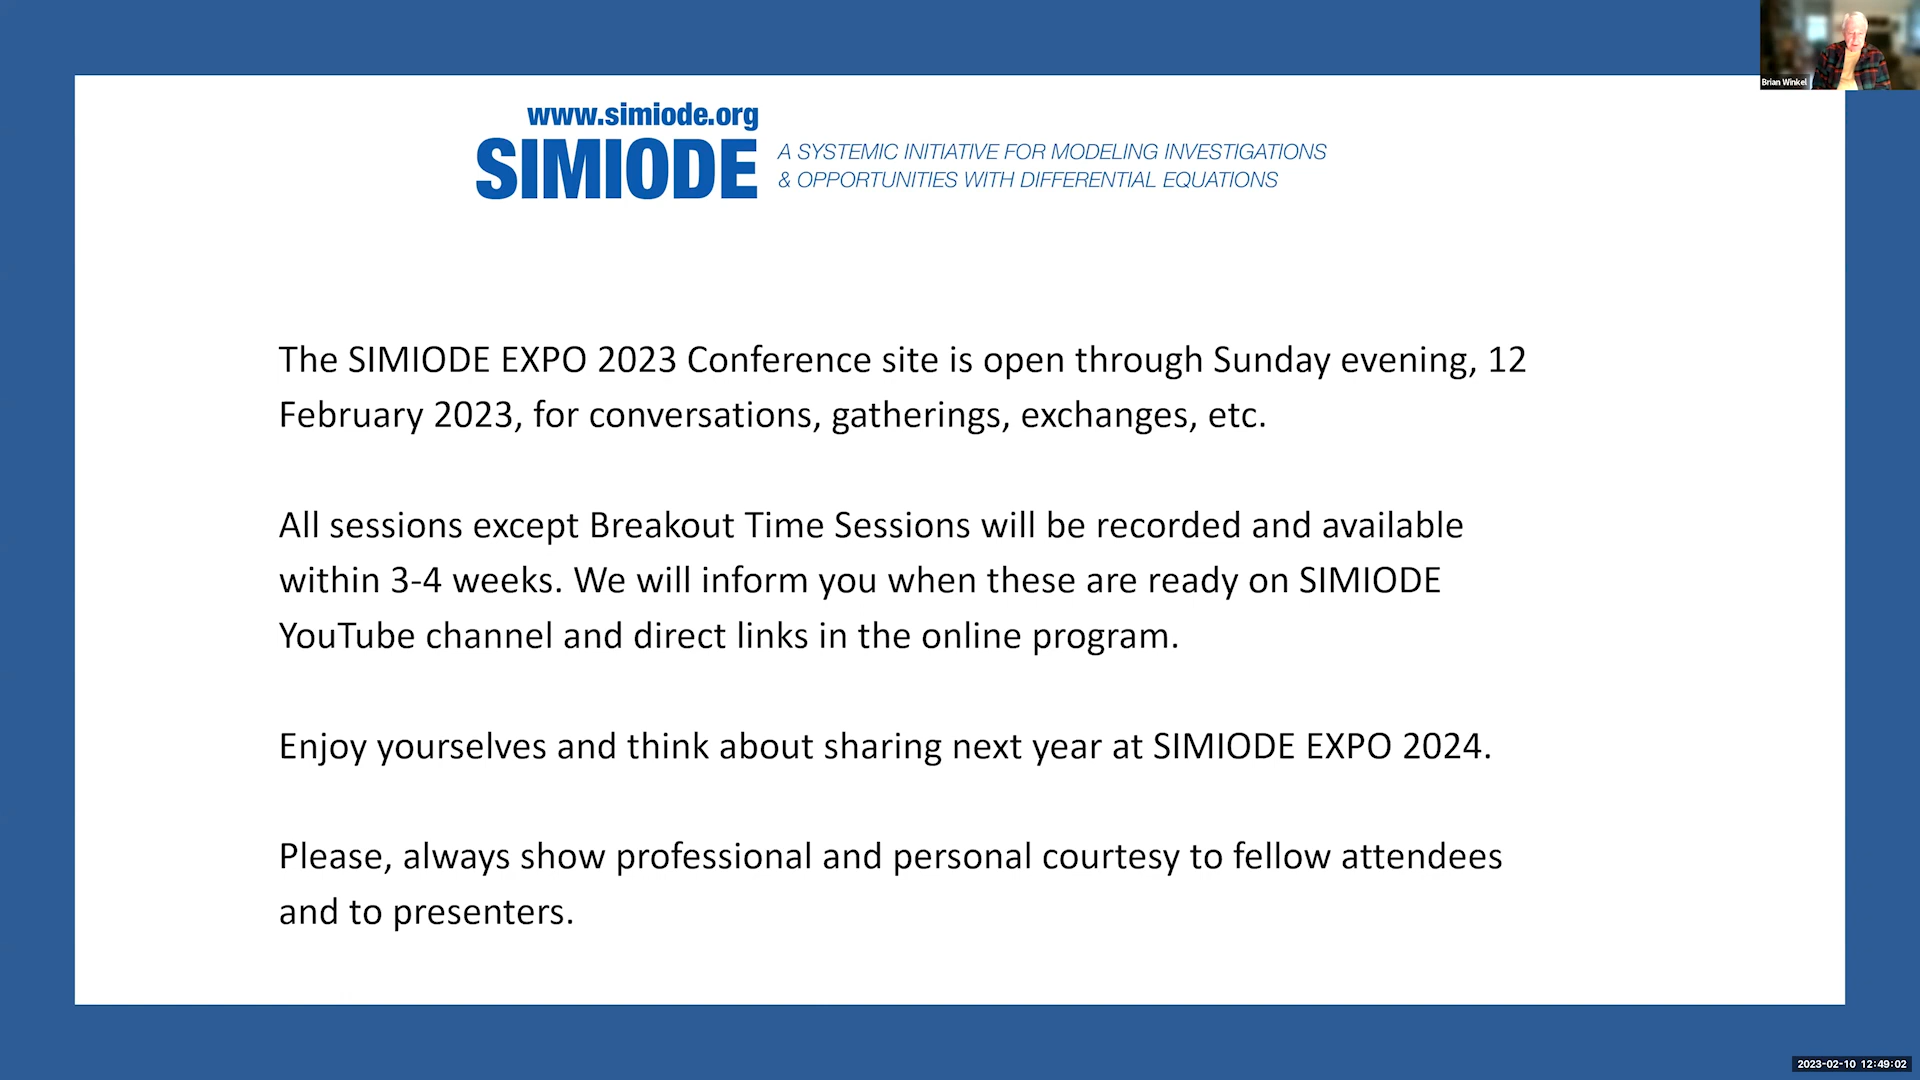 Brian Winkel
www.simiode.org
SIMIODE
A SYSTEMIC INITIATIVE FOR MODELING INVESTIGATIONS
& OPPORTUNITIES WITH DIFFERENTIAL EQUATIONS
The SIMIODE EXPO 2023 Conference site is open through Sunday evening, 12
February 2023, for conversations, gatherings, exchanges, etc.
All sessions except Breakout Time Sessions will be recorded and available
within 3-4 weeks. We will inform you when these are ready on SIMIODE
YouTube channel and direct links in the online program.
Enjoy yourselves and think about sharing next year at SIMIODE EXPO 2024.
Please, always show professional and personal courtesy to fellow attendees
and to presenters.
2023-02-10 12:49:02